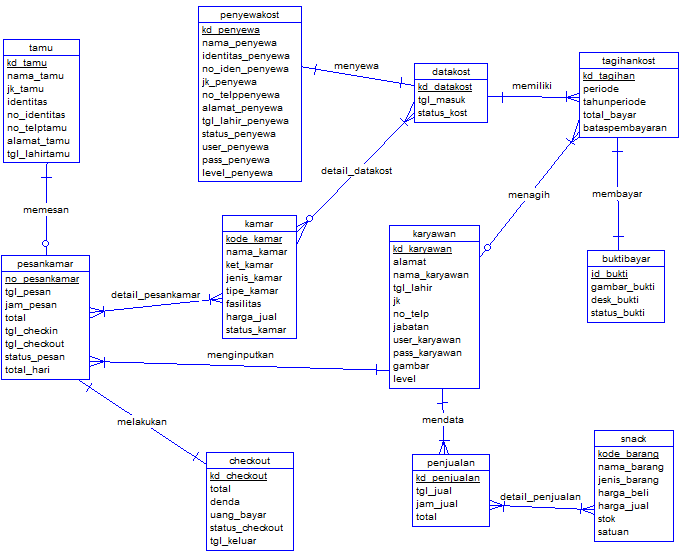 penyewakost
kd_penyewa
nama_penyewa
identitas_penyewa
no_iden_penyewa
jk_penyewa
no_telppenyewa
alamat_penyewa
tgl_lahir_penyewa
status_penyewa
user_penyewa
pass_penyewa
level_penyewa
tamu
kd_tamu
nama_tamu
jk_tamu
identitas
no_identitas
no_telptamu
alamat_tamu
tgl_lahirtamu
menyewa
datakost
kd_datakost
tgl_masuk
status_kost
memiliki
tagihankost
kd_tagihan
periode
tahunperiode
total_bayar
bataspembayaran
detail_datakost
menagih
membayar
memesan
kamar
kode_kamar
nama_kamar
ket_kamar
jenis_kamar
tipe_kamar
fasilitas
harga_jual
status_kamar
karyawan
kd_karyawan
alamat
nama_karyawan
tgl_lahir
jk
no_telp
jabatan
user_karyawan
pass_karyawan
gambar
level
buktibayar
id_bukti
gambar_bukti
desk_bukti
status_bukti
pesankamar
no_pesankamar
tgl_pesan
jam_pesan
total
tgl_checkin
tgl_checkout
status_pesan
total_hari
detail_pesankamar
menginputkan
melakukan
mendata
checkout
kd_checkout
total
denda
uang_bayar
status_checkout
tgl_keluar
penjualan
kd_penjualan
tgl_jual
jam_jual
total
detail_penjualan
snack
kode_barang
nama_barang
jenis_barang
harga_beli
harga_jual
stok
satuan